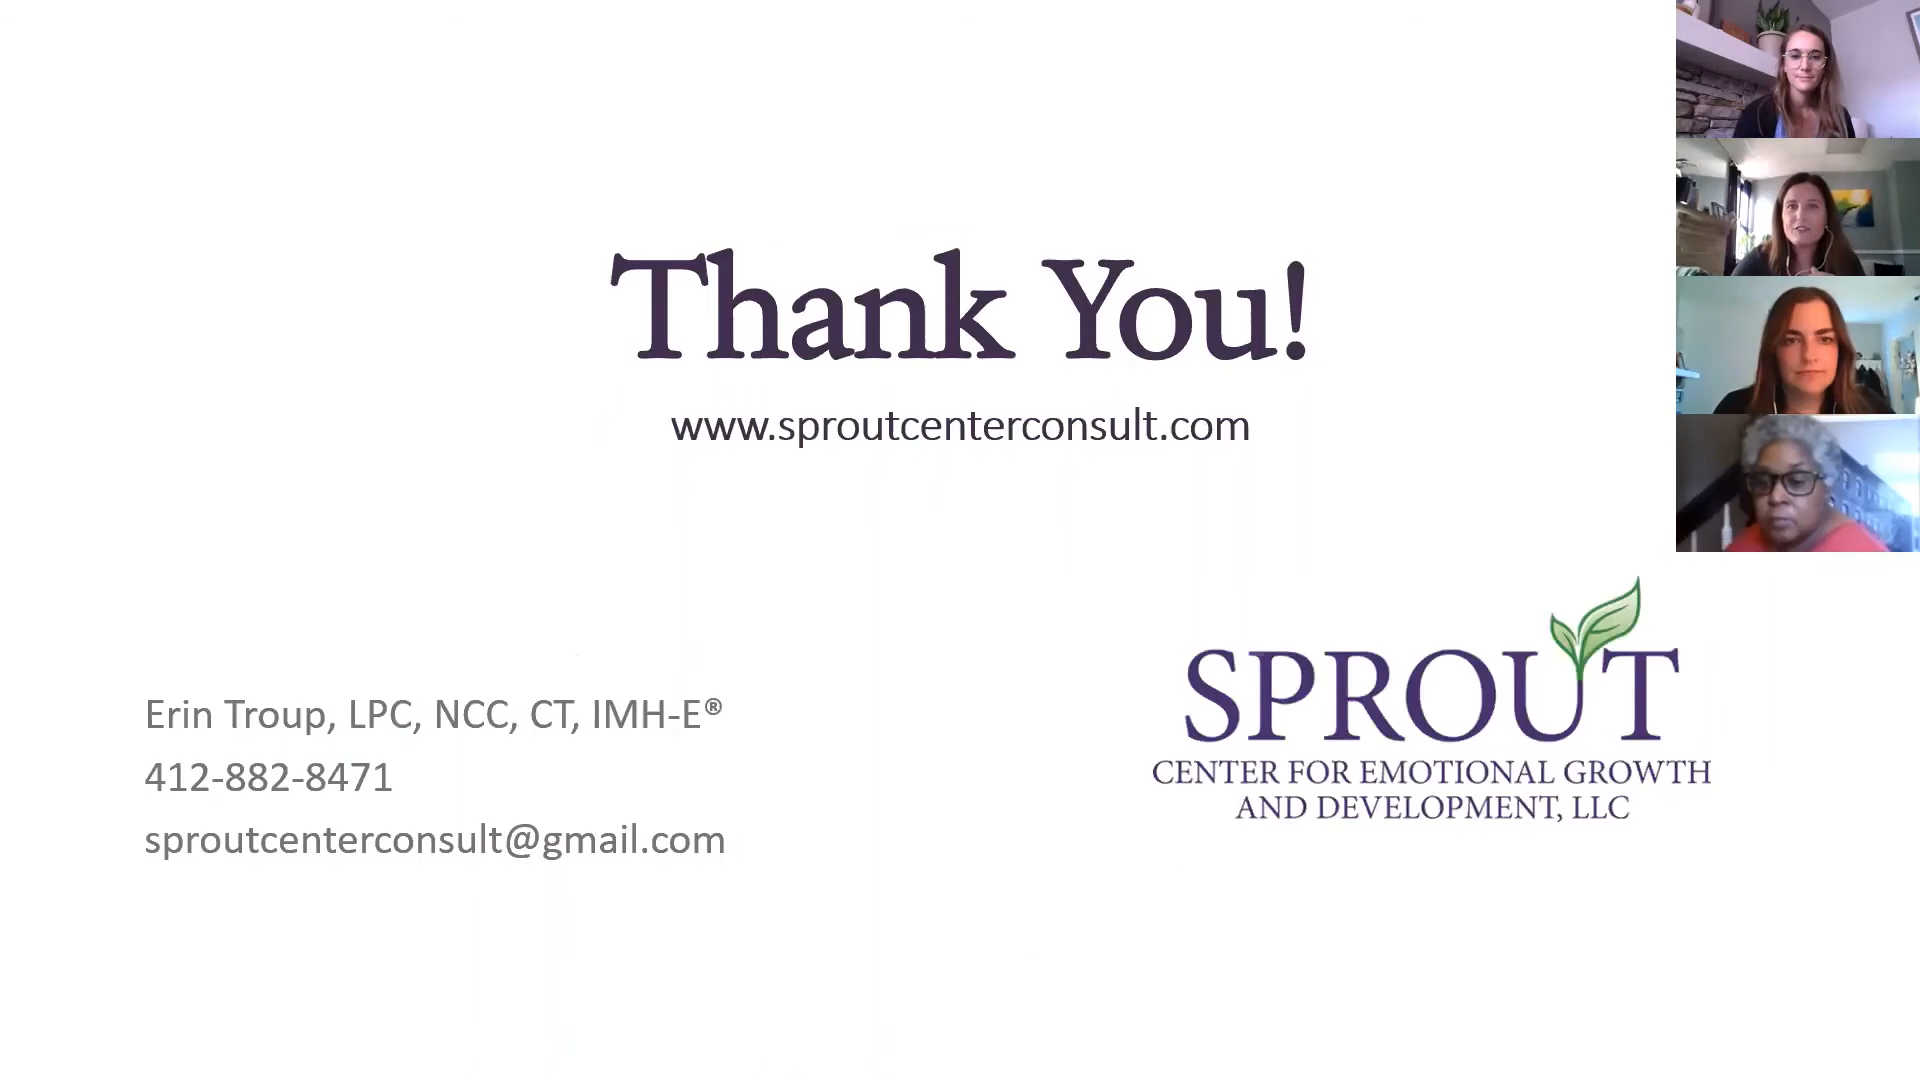 Thank You!
www.sproutcenterconsult.com
Erin Troup, LPC, NCC, CT, IMH-E®
412-882-8471
sproutcenterconsult@gmail.com
SPROUT
CENTER FOR EMOTIONAL GROWTH
AND DEVELOPMENT, LLC